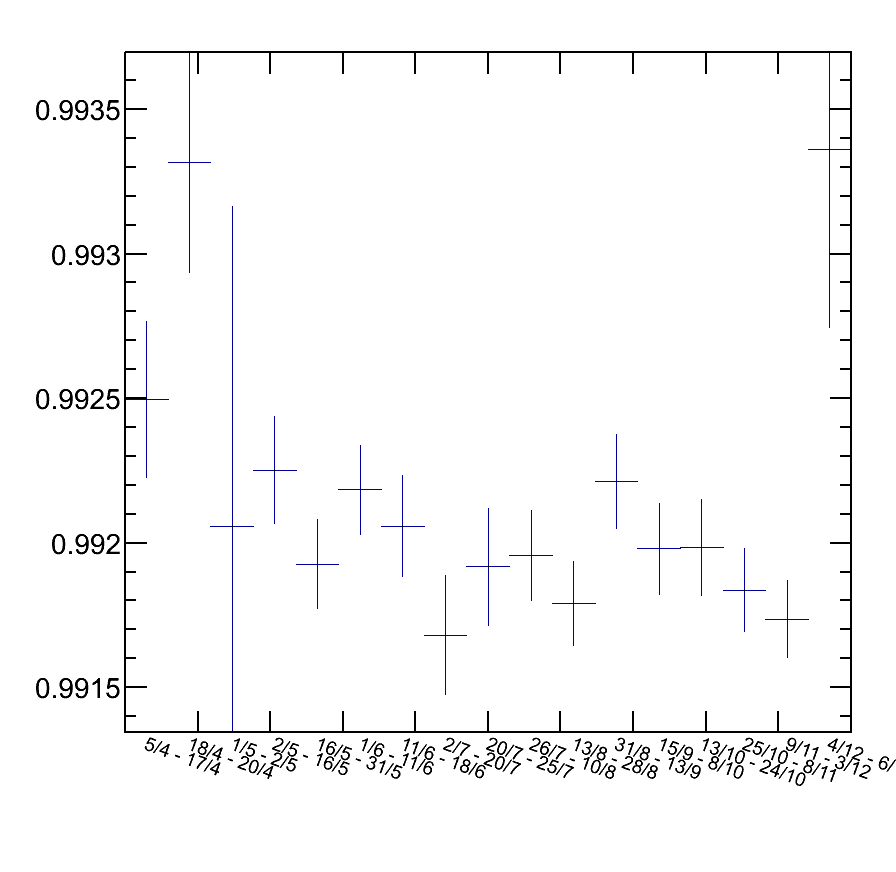 0.9935
0.993
0.9925
0.992
0.9915
5/4 - 17/4
18/4 - 20/4
1/5 - 2/5
2/5 - 16/5
16/5 - 31/5
1/6 - 11/6
11/6 - 18/6
2/7 - 20/7
20/7 - 25/7
26/7 - 10/8
13/8 - 28/8
31/8 - 13/9
15/9 - 8/10
13/10 - 24/10
25/10 - 8/11
9/11 - 3/12
4/12 - 6/